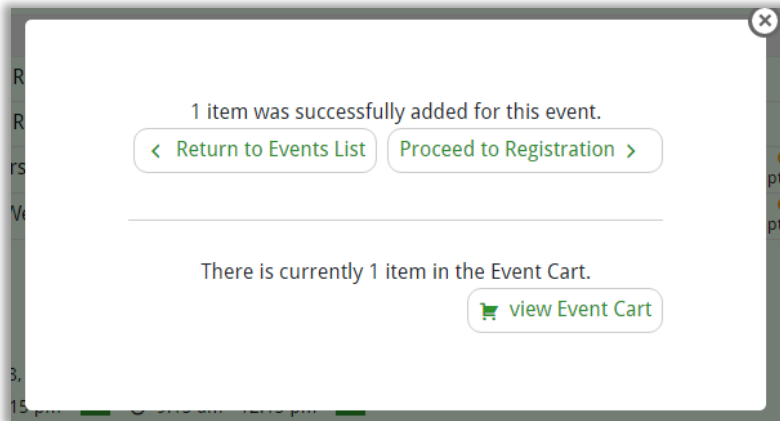 1 item was successfully added for this event.
Return to Events List
Proceed to Registration
There is currently 1 item in the Event Cart.
view Event Cart